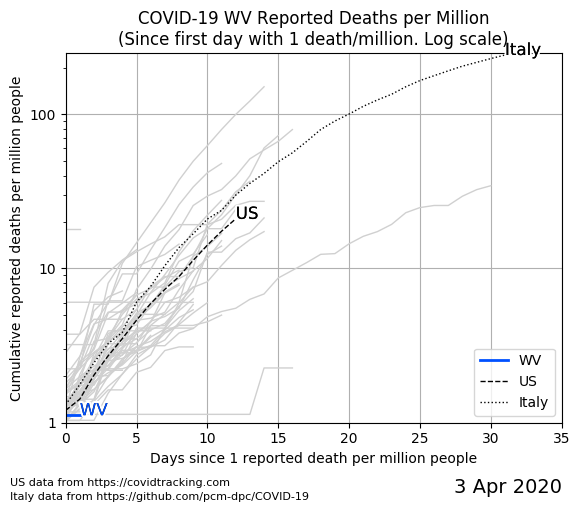 COVID-19 WV Reported Deaths per Million
(Since first day with 1 death/million. Log scale)
Italy
Cumulative reported deaths per million people
100
10
1
US
WV
WV
US
Italy
0 5 10 15 20 25 30 35
Days since 1 reported death per million people
US data from https://covidtracking.com
Italy data from https://github.com/pcm-dpc/COVID-19
3 Apr 2020